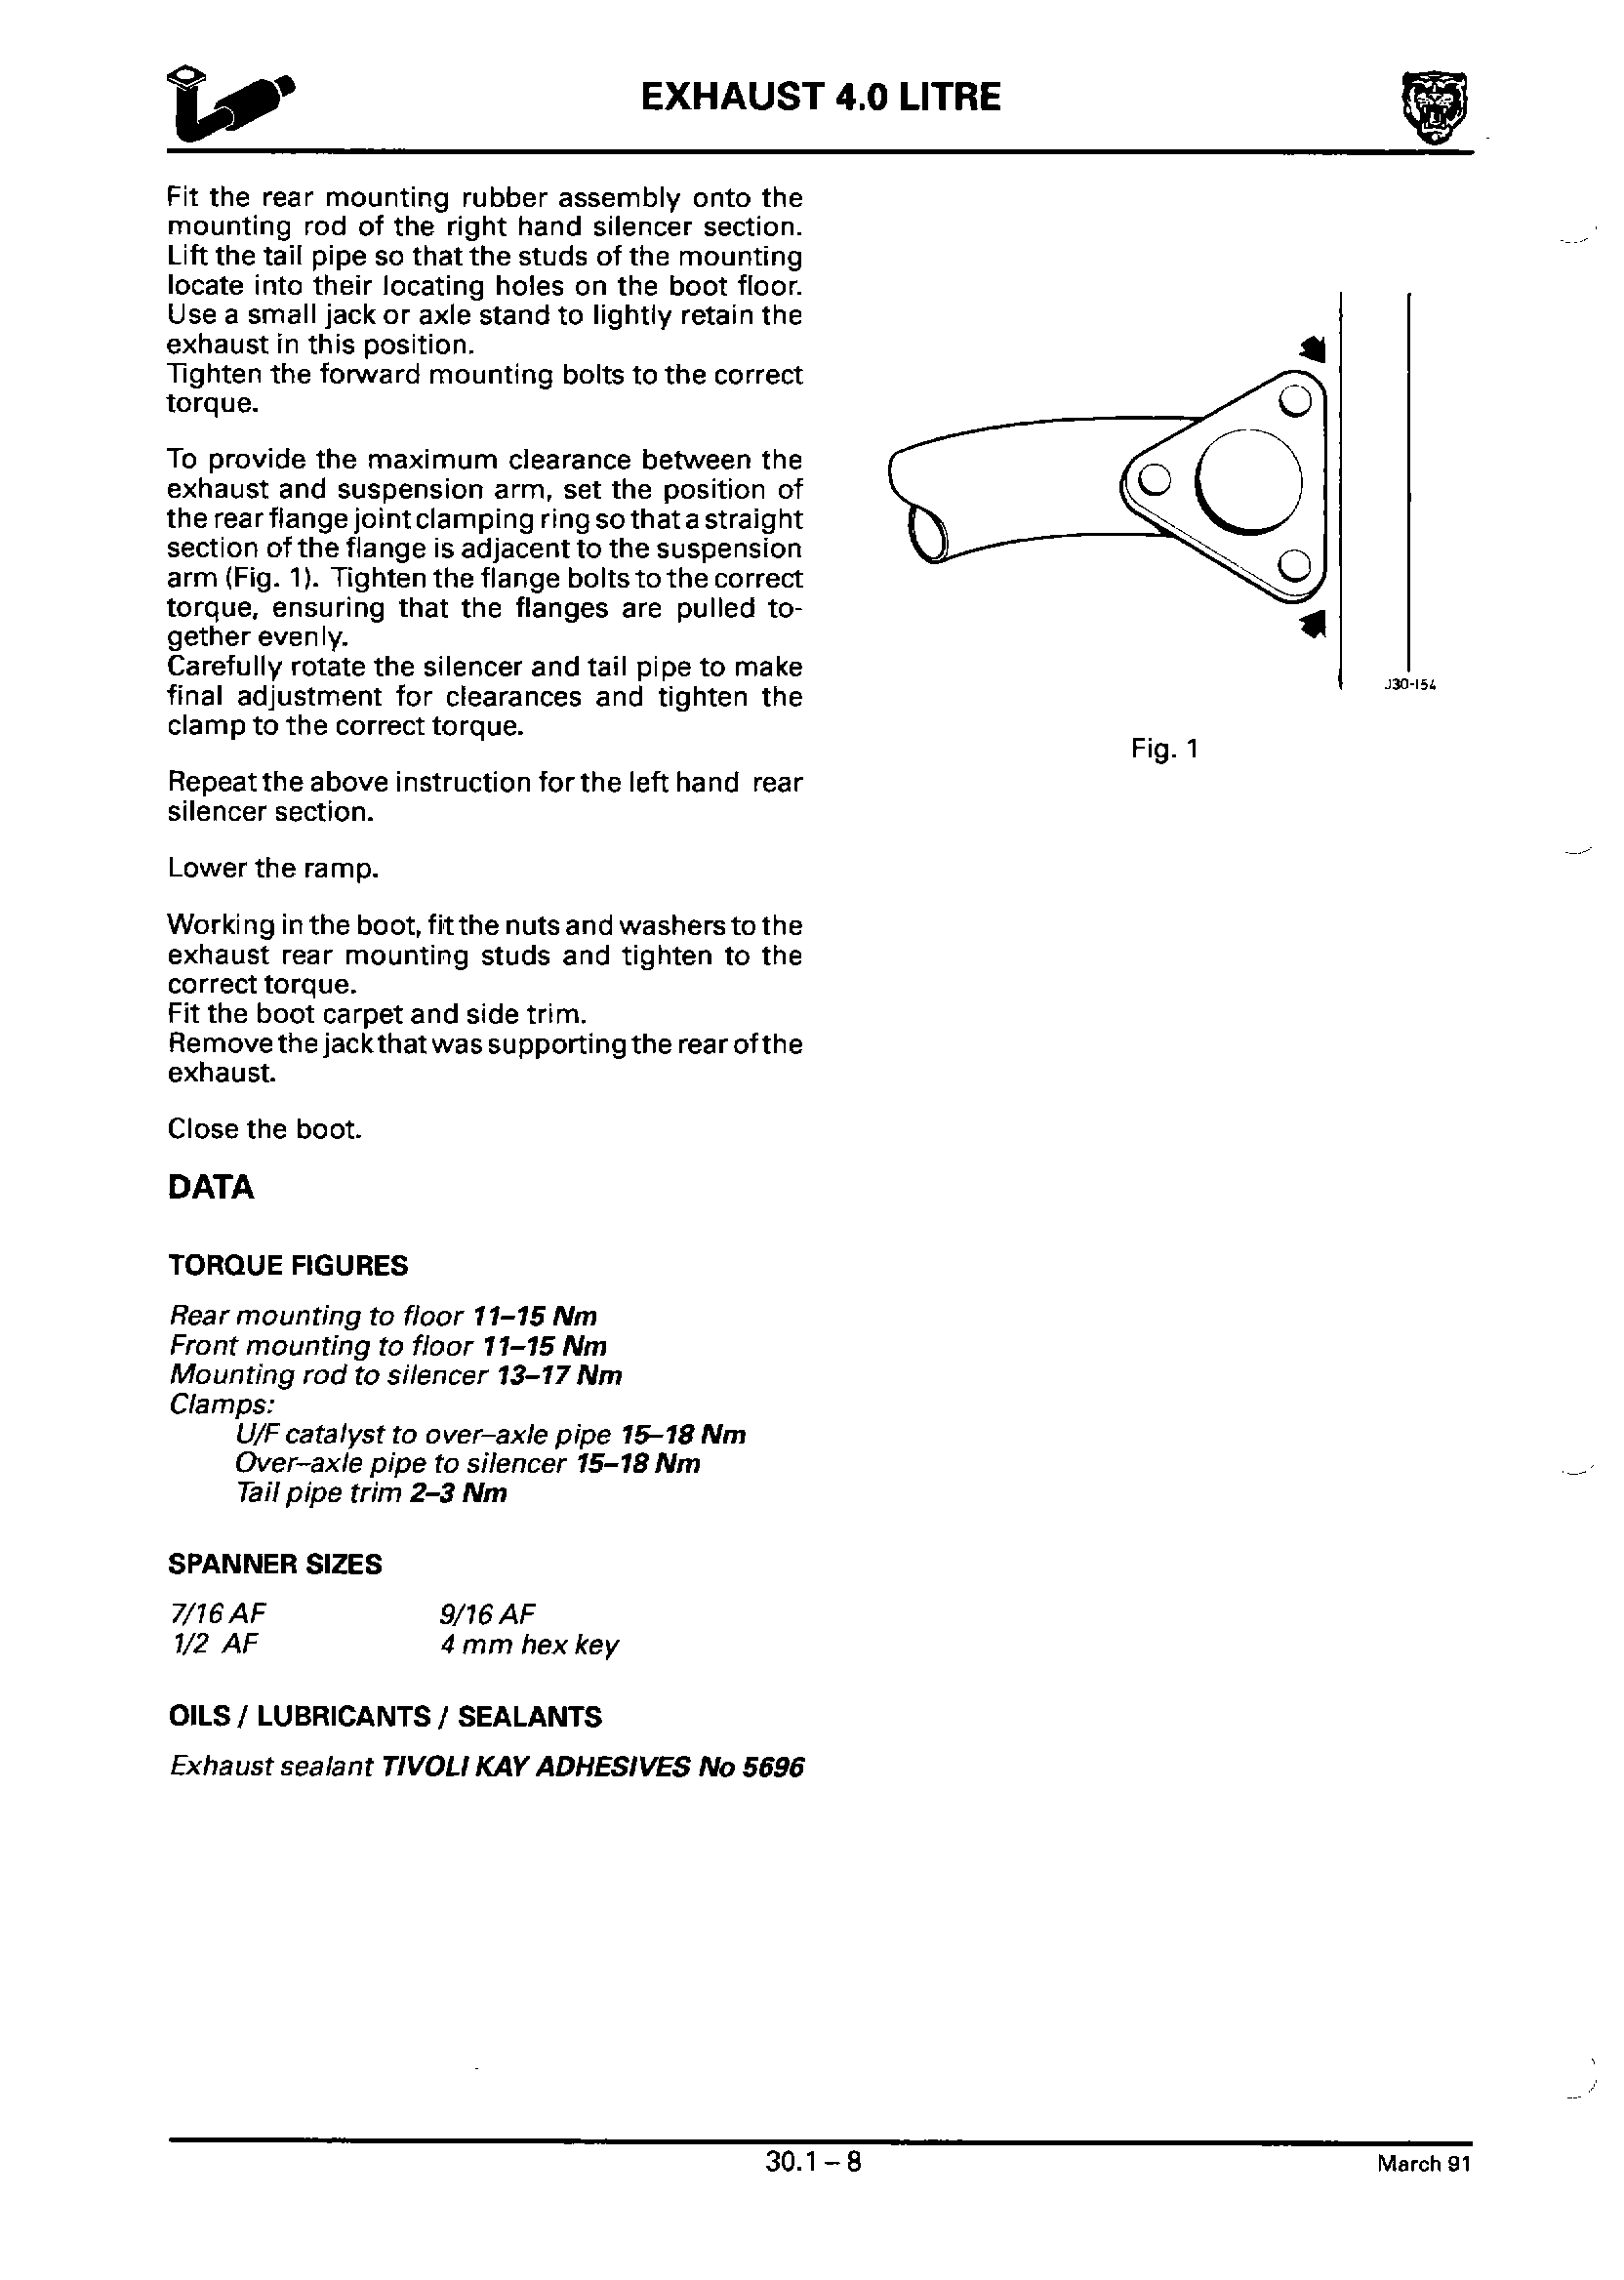 EXHAUST 4.0 LITRE
Fit the rear mounting rubber assembly onto the
mounting rod of the right hand silencer section.
Lift the tail pipe so that the studs of the mounting
locate into their locating holes on the boot floor.
Use a small jack or axle stand to lightly retain the
exhaust in this position.
Tighten the forward mounting bolts to the correct
torque.
To provide the maximum clearance between the
exhaust and suspension arm, set the position of
the rear flange joint clamping ring so that a straight
section of the flange is adjacent to the suspension
arm (Fig. 1). Tighten the flange bolts to the correct
torque, ensuring that the flanges are pulled to-
gether evenly.
Carefully rotate the silencer and tail pipe to make
final adjustment for clearances and tighten the
clamp to the correct torque.
Repeat the above instruction for the left hand rear
silencer section.
Lower the ramp.
Working in the boot, fit the nuts and washers to the
exhaust rear mounting studs and tighten to the
correct torque.
Fit the boot carpet and side trim.
Remove the jack that was supporting the rear of the
exhaust.
Close the boot.
DATA
TORQUE FIGURES
Rear mounting to floor 11–15 Nm
Front mounting to floor 11–15 Nm
Mounting rod to silencer 13–17 Nm
Clamps:
U/F catalyst to over–axle pipe 15–18 Nm
Over–axle pipe to silencer 15–18 Nm
Tail pipe trim 2–3 Nm
SPANNER SIZES
7/16 AF 9/16 AF
1/2 AF 4 mm hex key
OILS / LUBRICANTS / SEALANTS
Exhaust sealant TIVOLI KAY ADHESIVES No 5696
J30-154
Fig. 1
30.1 – 8
March 91